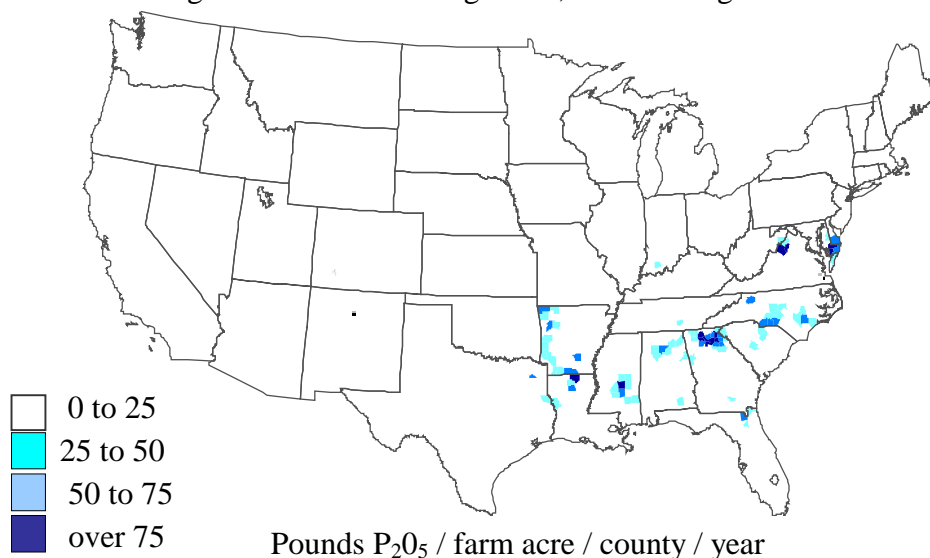 0 to 25
25 to 50
50 to 75
over 75
Pounds P₂0₅ / farm acre / county / year